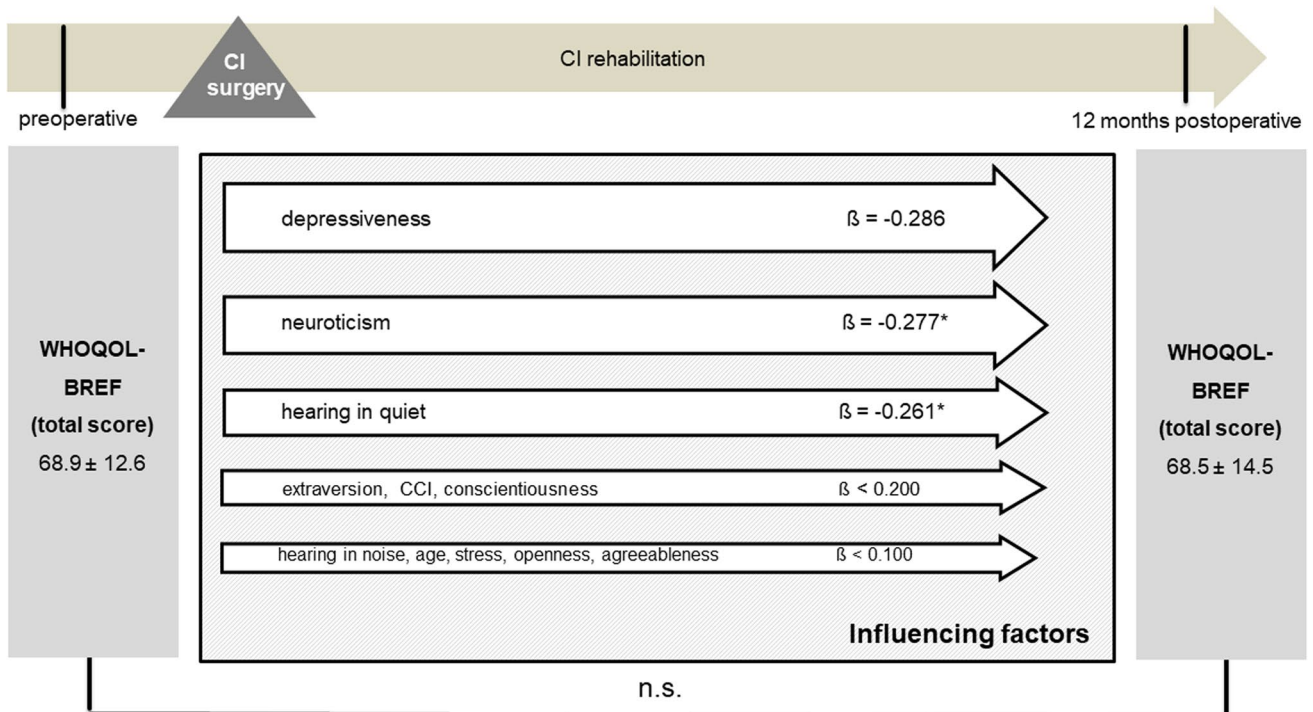 CI
surgery
CI rehabilitation
preoperative
12 months postoperative
WHOQOL-
BREF
(total score)
68.9 ± 12.6
depressiveness ß = -0.286
neuroticism ß = -0.277*
hearing in quiet ß = -0.261*
extraversion, CCI, conscientiousness ß < 0.200
hearing in noise, age, stress, openness, agreeableness ß < 0.100
Influencing factors
WHOQOL-
BREF
(total score)
68.5 ± 14.5
n.s.